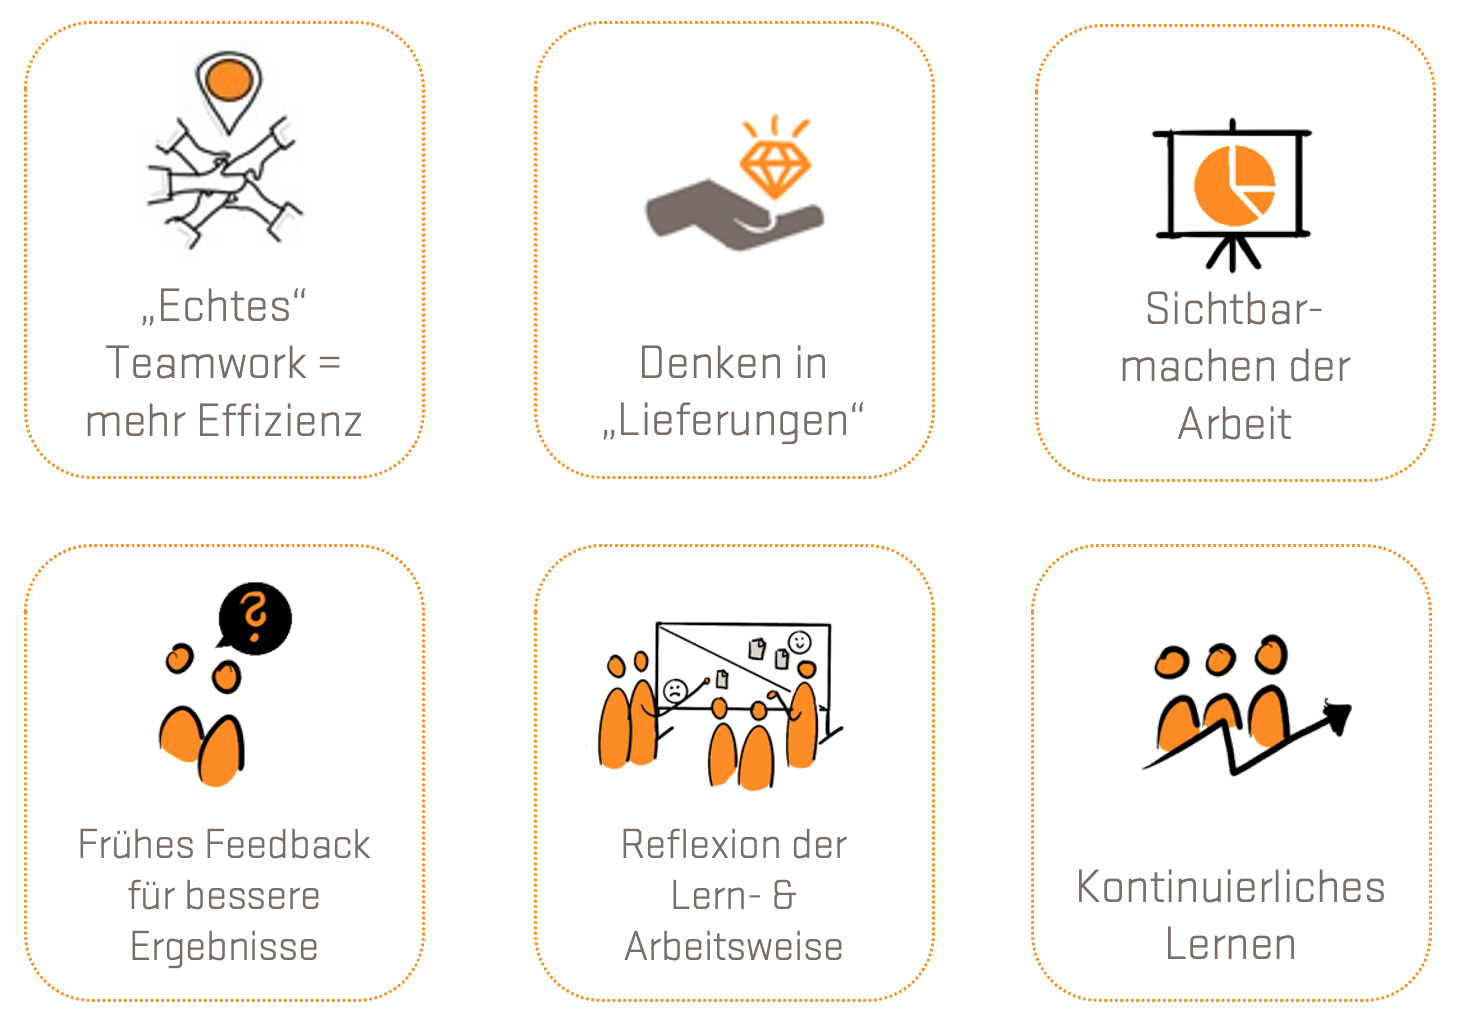 „Echtes“
Teamwork =
mehr Effizienz
Denken in
„Lieferungen“
Sichtbar-
machen der
Arbeit
?
Frühes Feedback
für bessere
Ergebnisse
Reflexion der
Lern- &
Arbeitsweise
Kontinuierliches
Lernen